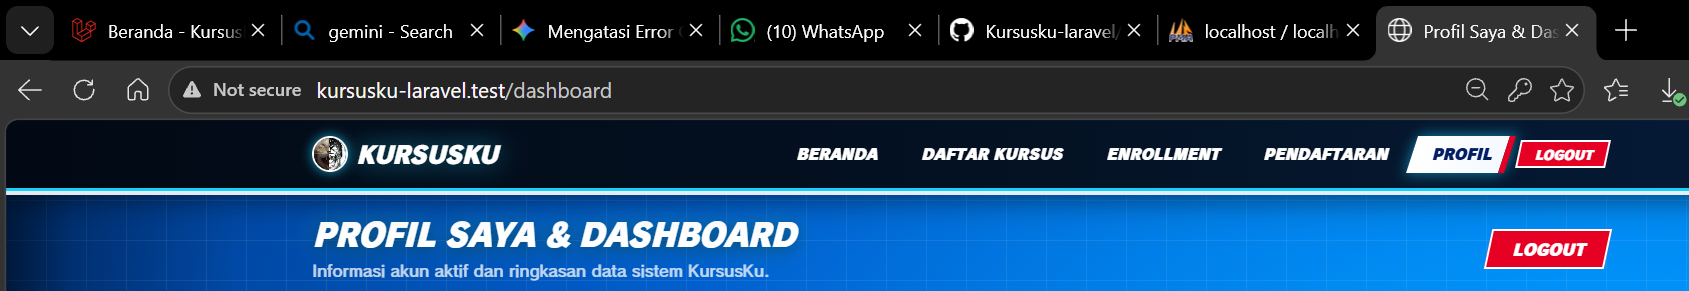 Beranda - Kursus
gemini - Search
Mengatasi Error
(10) WhatsApp
Kursusku-laravel/
localhost / localh
Profil Saya & Das
Not secure kursusku-laravel.test/dashboard
KURSUSKU BERANDA DAFTAR KURSUS ENROLLMENT PENDAFTARAN PROFIL LOGOUT
PROFIL SAYA & DASHBOARD
LOGOUT
Informasi akun aktif dan ringkasan data sistem KursusKu.